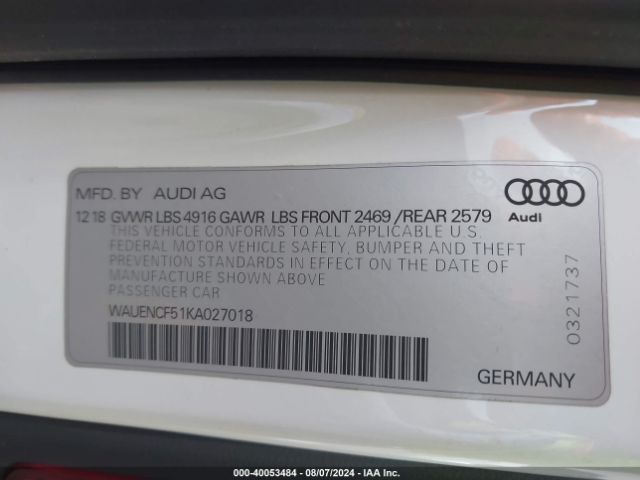 MFD. BY AUDI AG
12 18 GVWR LBS 4916 GAWR LBS FRONT 2469 /REAR 2579
Audi
THIS VEHICLE CONFORMS TO ALL APPLICABLE U.S.
FEDERAL MOTOR VEHICLE SAFETY, BUMPER AND THEFT
PREVENTION STANDARDS IN EFFECT ON THE DATE OF
MANUFACTURE SHOWN ABOVE
PASSENGER CAR
WAUENCF51KA027018
0321737
GERMANY
000-40053484 - 08/07/2024 - IAA